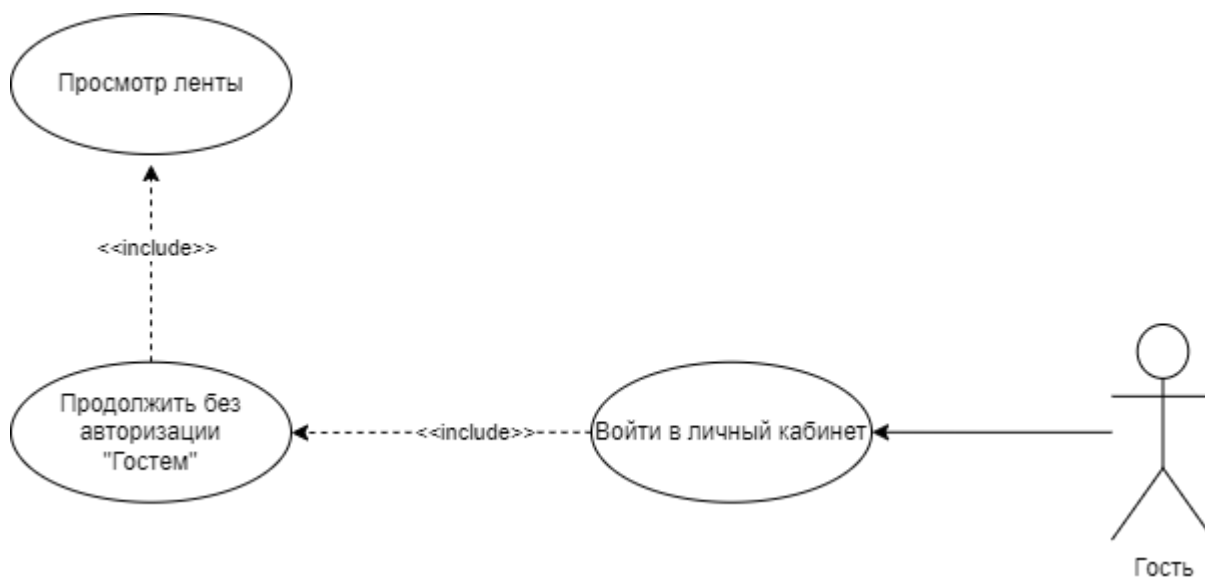 Просмотр ленты
<<include>>
Продолжить без
авторизации
"Гостем"
<<include>>
Войти в личный кабинет
Гость